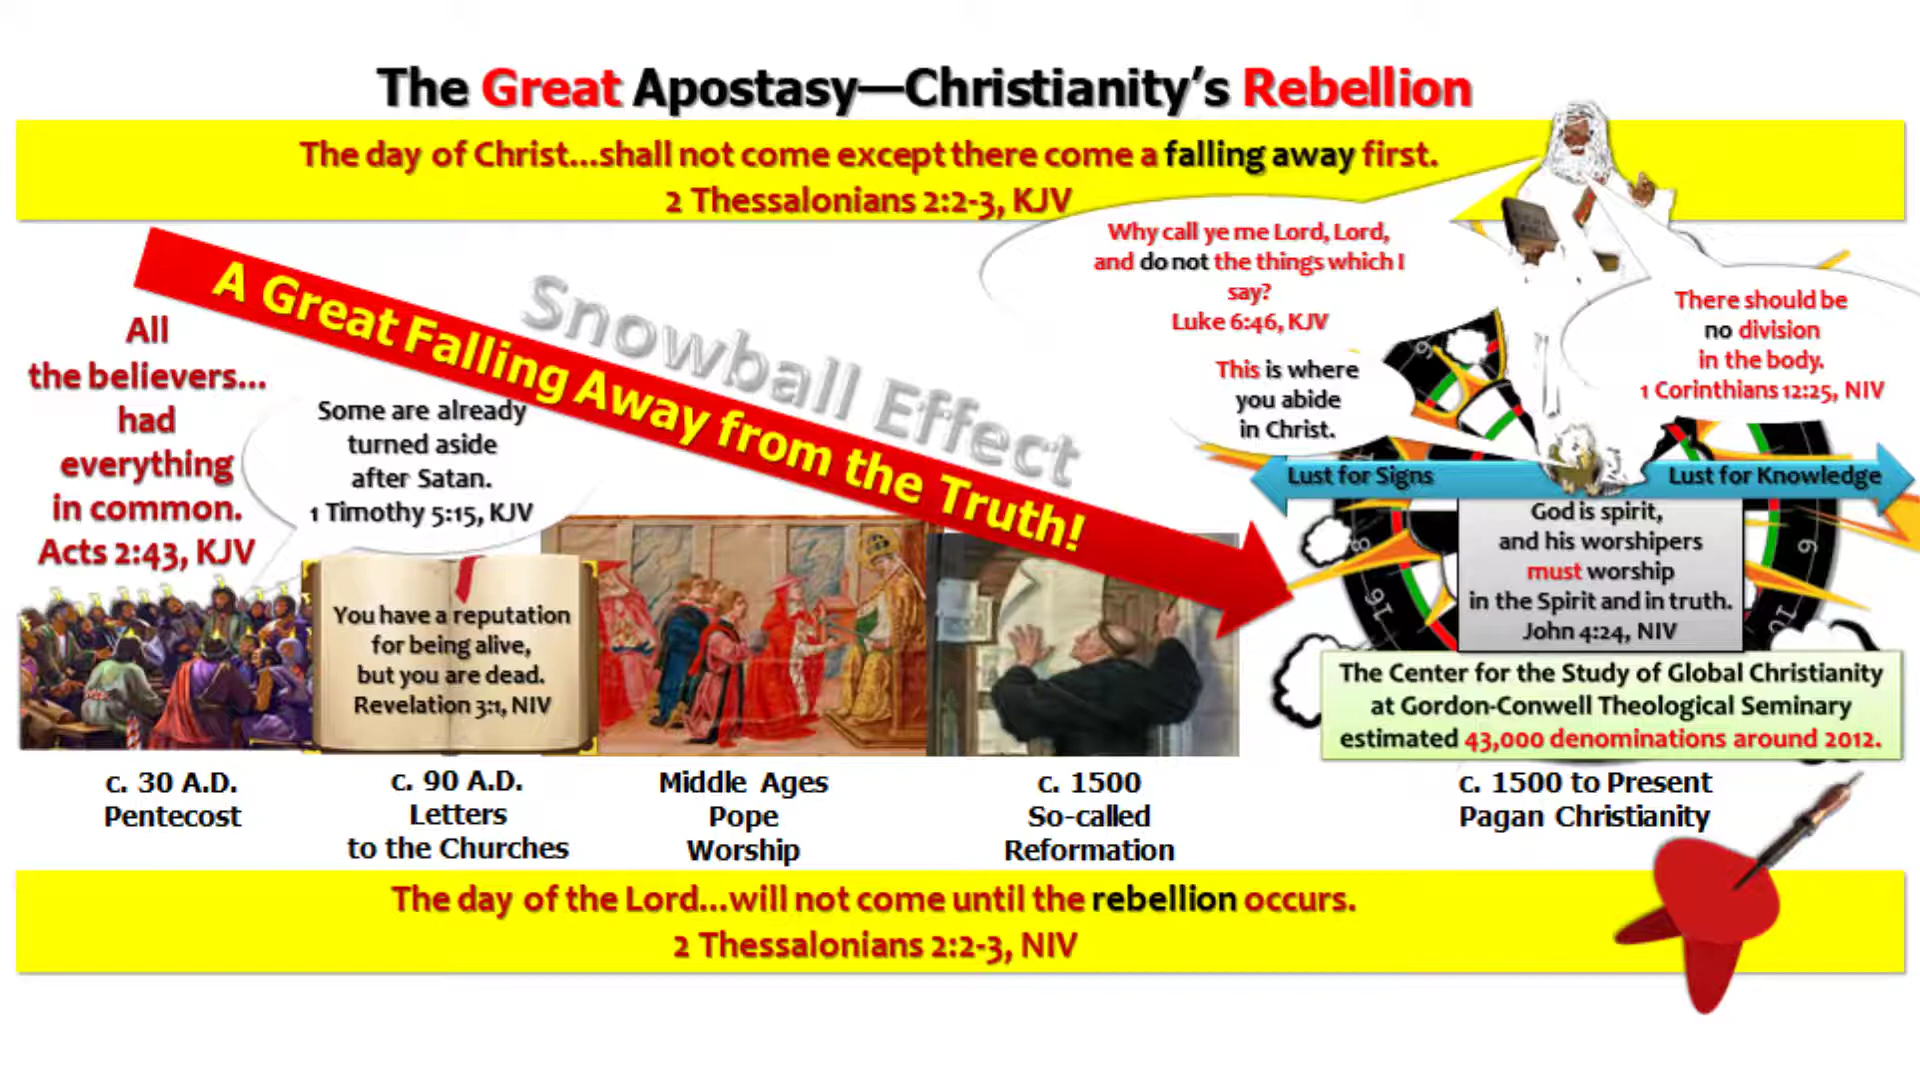 The Great Apostasy—Christianity's Rebellion
The day of Christ...shall not come except there come a falling away first.
2 Thessalonians 2:2-3, KJV
Why call ye me Lord, Lord,
and do not the things which I
say?
Luke 6:46, KJV
There should be
no division
in the body.
1 Corinthians 12:25, NIV
A Great Falling Away from the Truth!
Snowball Effect
All
the believers...
had
everything
in common.
Acts 2:43, KJV
Some are already
turned aside
after Satan.
1 Timothy 5:15, KJV
This is where
you abide
in Christ.
Lust for Signs
Lust for Knowledge
God is spirit,
and his worshipers
must worship
in the Spirit and in truth.
John 4:24, NIV
You have a reputation
for being alive,
but you are dead.
Revelation 3:1, NIV
6
8
16
9
10
The Center for the Study of Global Christianity
at Gordon-Conwell Theological Seminary
estimated 43,000 denominations around 2012.
c. 30 A.D.
Pentecost
c. 90 A.D.
Letters
to the Churches
Middle Ages
Pope
Worship
c. 1500
So-called
Reformation
c. 1500 to Present
Pagan Christianity
The day of the Lord...will not come until the rebellion occurs.
2 Thessalonians 2:2-3, NIV